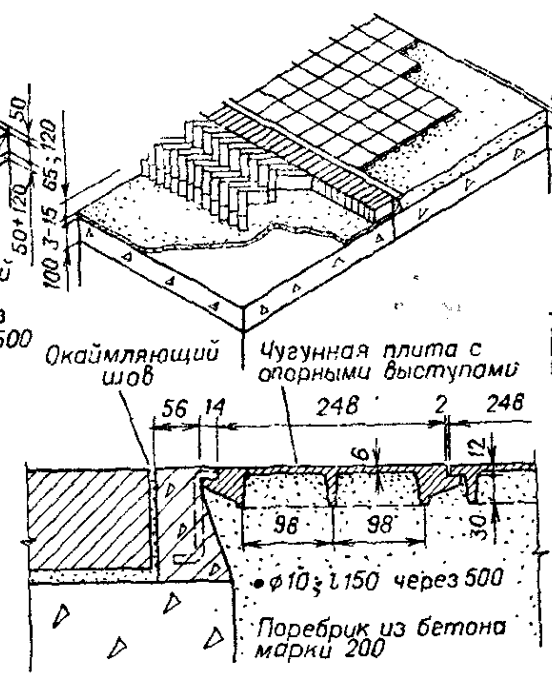 50
65; 120
3-15
50+120
100
500
Окаймляющий
шов
Чугунная плита с
опорными выступами
56 14 248 2 248
6 12
98 98 30
ø10; l150 через 500
Поребрик из бетона
марки 200